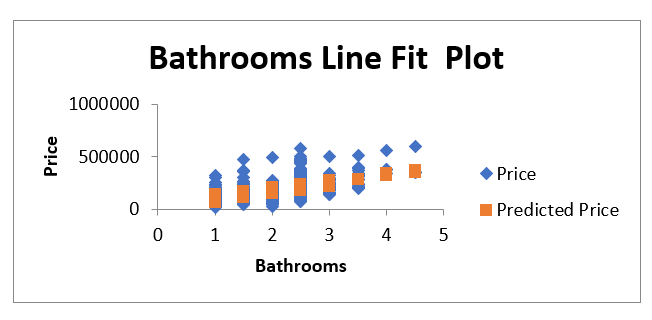 Bathrooms Line Fit  Plot
1000000
500000
0
Price
0 1 2 3 4 5
Bathrooms
Price
Predicted Price